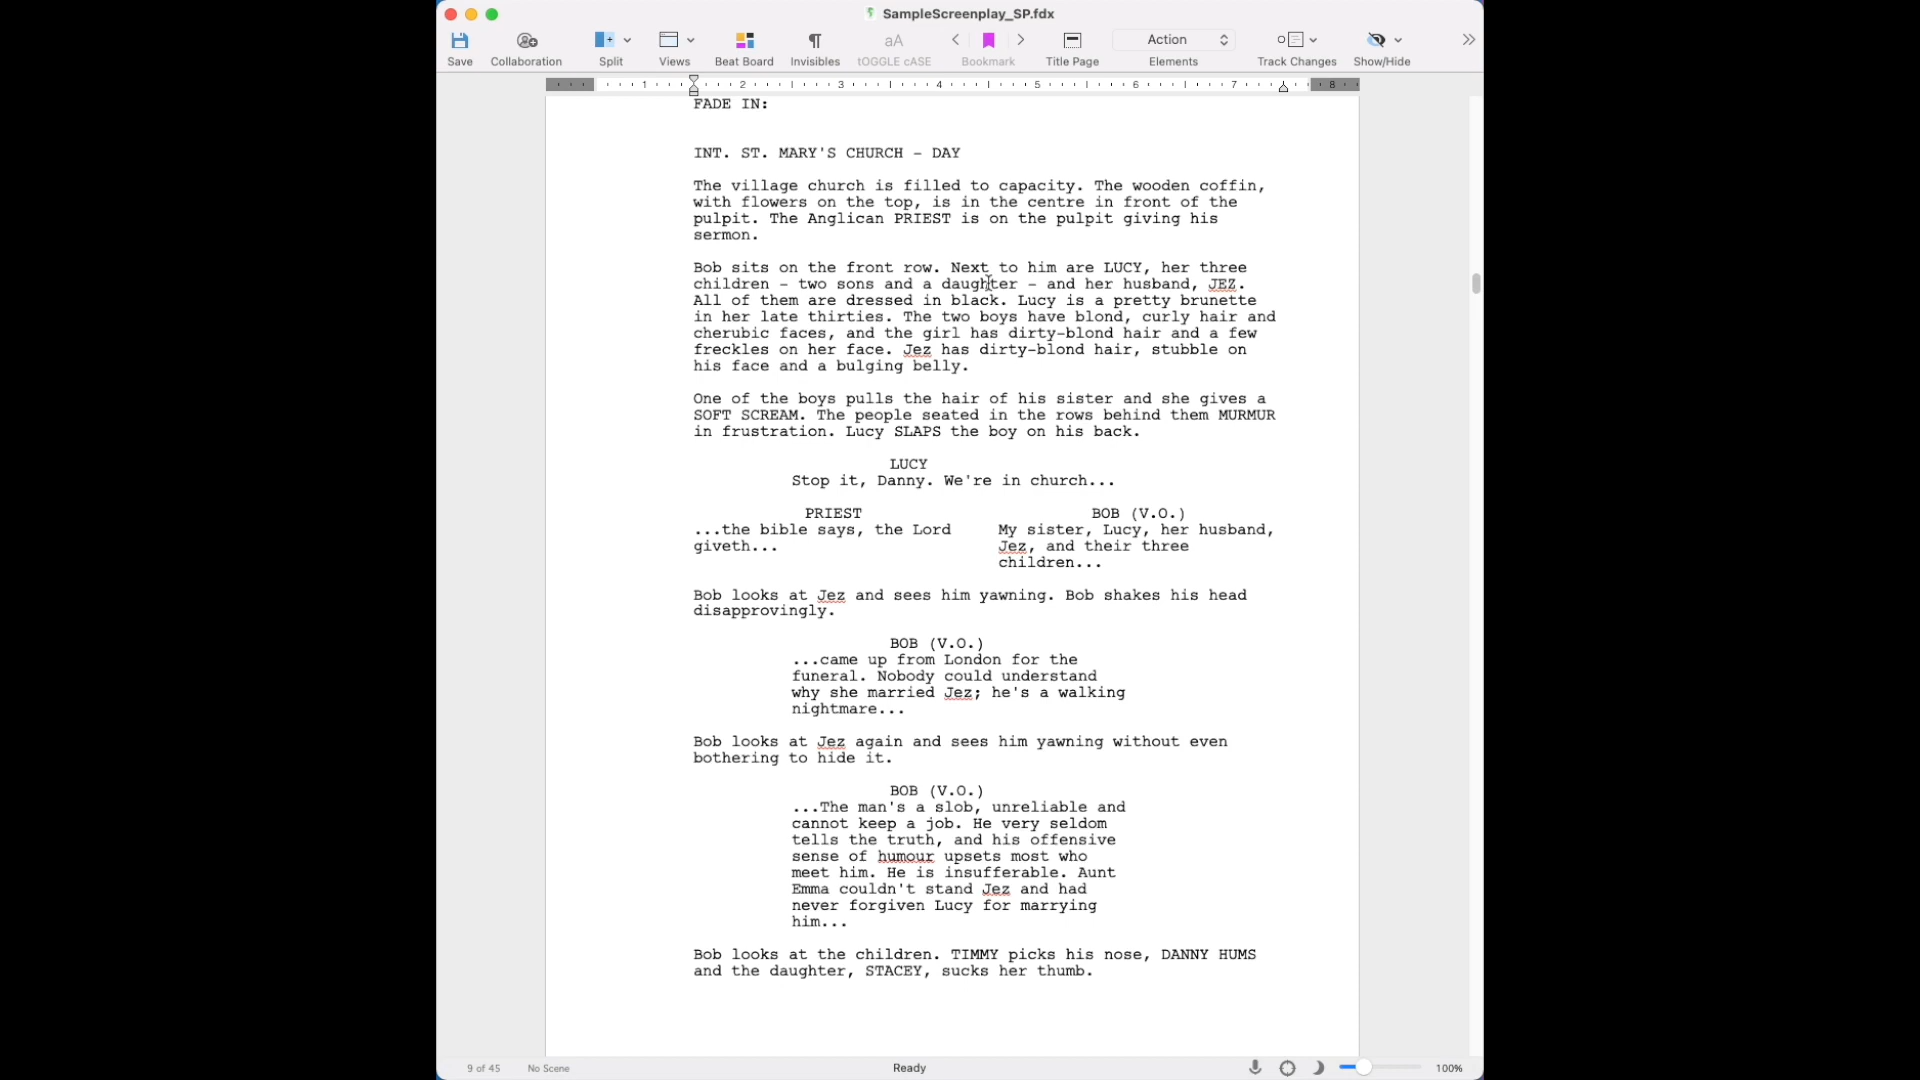 SampleScreenplay_SP.fdx
Action
Save Collaboration Split Views Beat Board Invisibles tOGGLE cASE Bookmark Title Page Elements Track Changes Show/Hide
1 2 3 4 5 6 7 8
FADE IN:
INT. ST. MARY'S CHURCH - DAY
The village church is filled to capacity. The wooden coffin,
with flowers on the top, is in the centre in front of the
pulpit. The Anglican PRIEST is on the pulpit giving his
sermon.
Bob sits on the front row. Next to him are LUCY, her three
children - two sons and a daughter - and her husband, JEZ.
All of them are dressed in black. Lucy is a pretty brunette
in her late thirties. The two boys have blond, curly hair and
cherubic faces, and the girl has dirty-blond hair and a few
freckles on her face. Jez has dirty-blond hair, stubble on
his face and a bulging belly.
One of the boys pulls the hair of his sister and she gives a
SOFT SCREAM. The people seated in the rows behind them MURMUR
in frustration. Lucy SLAPS the boy on his back.
LUCY
Stop it, Danny. We're in church...
PRIEST
...the bible says, the Lord
giveth...
BOB (V.O.)
My sister, Lucy, her husband,
Jez, and their three
children...
Bob looks at Jez and sees him yawning. Bob shakes his head
disapprovingly.
BOB (V.O.)
...came up from London for the
funeral. Nobody could understand
why she married Jez; he's a walking
nightmare...
Bob looks at Jez again and sees him yawning without even
bothering to hide it.
BOB (V.O.)
...The man's a slob, unreliable and
cannot keep a job. He very seldom
tells the truth, and his offensive
sense of humour upsets most who
meet him. He is insufferable. Aunt
Emma couldn't stand Jez and had
never forgiven Lucy for marrying
him...
Bob looks at the children. TIMMY picks his nose, DANNY HUMS
and the daughter, STACEY, sucks her thumb.
9 of 45 No Scene Ready 100%